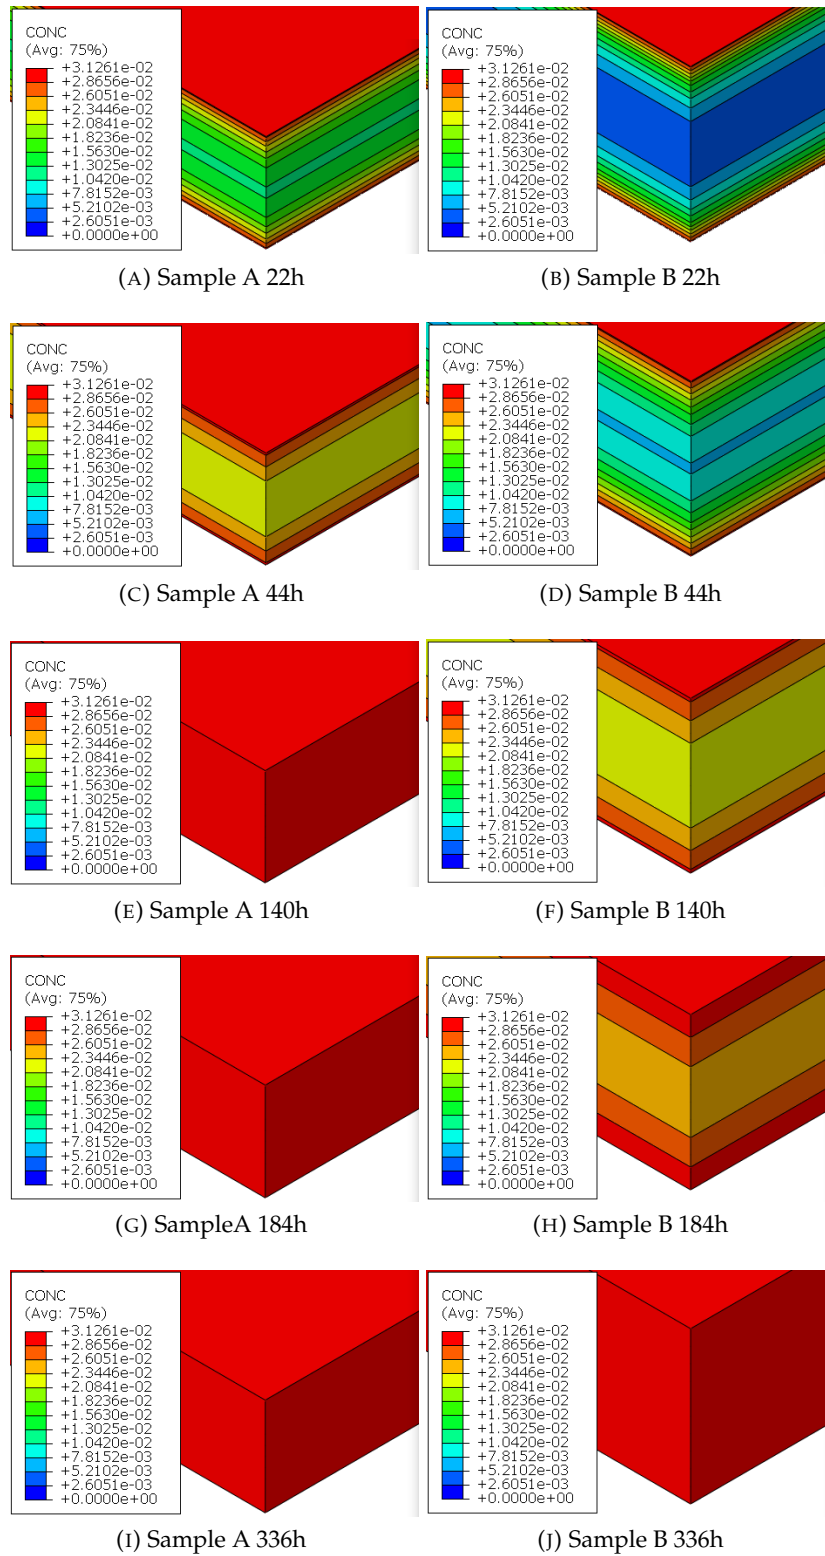 CONC
(Avg: 75%)
+3.1261e-02
+2.8656e-02
+2.6051e-02
+2.3446e-02
+2.0841e-02
+1.8236e-02
+1.5630e-02
+1.3025e-02
+1.0420e-02
+7.8152e-03
+5.2102e-03
+2.6051e-03
+0.0000e+00
(A) Sample A 22h
CONC
(Avg: 75%)
+3.1261e-02
+2.8656e-02
+2.6051e-02
+2.3446e-02
+2.0841e-02
+1.8236e-02
+1.5630e-02
+1.3025e-02
+1.0420e-02
+7.8152e-03
+5.2102e-03
+2.6051e-03
+0.0000e+00
(B) Sample B 22h
CONC
(Avg: 75%)
+3.1261e-02
+2.8656e-02
+2.6051e-02
+2.3446e-02
+2.0841e-02
+1.8236e-02
+1.5630e-02
+1.3025e-02
+1.0420e-02
+7.8152e-03
+5.2102e-03
+2.6051e-03
+0.0000e+00
(C) Sample A 44h
CONC
(Avg: 75%)
+3.1261e-02
+2.8656e-02
+2.6051e-02
+2.3446e-02
+2.0841e-02
+1.8236e-02
+1.5630e-02
+1.3025e-02
+1.0420e-02
+7.8152e-03
+5.2102e-03
+2.6051e-03
+0.0000e+00
(D) Sample B 44h
CONC
(Avg: 75%)
+3.1261e-02
+2.8656e-02
+2.6051e-02
+2.3446e-02
+2.0841e-02
+1.8236e-02
+1.5630e-02
+1.3025e-02
+1.0420e-02
+7.8152e-03
+5.2102e-03
+2.6051e-03
+0.0000e+00
(E) Sample A 140h
CONC
(Avg: 75%)
+3.1261e-02
+2.8656e-02
+2.6051e-02
+2.3446e-02
+2.0841e-02
+1.8236e-02
+1.5630e-02
+1.3025e-02
+1.0420e-02
+7.8152e-03
+5.2102e-03
+2.6051e-03
+0.0000e+00
(F) Sample B 140h
CONC
(Avg: 75%)
+3.1261e-02
+2.8656e-02
+2.6051e-02
+2.3446e-02
+2.0841e-02
+1.8236e-02
+1.5630e-02
+1.3025e-02
+1.0420e-02
+7.8152e-03
+5.2102e-03
+2.6051e-03
+0.0000e+00
(G) SampleA 184h
CONC
(Avg: 75%)
+3.1261e-02
+2.8656e-02
+2.6051e-02
+2.3446e-02
+2.0841e-02
+1.8236e-02
+1.5630e-02
+1.3025e-02
+1.0420e-02
+7.8152e-03
+5.2102e-03
+2.6051e-03
+0.0000e+00
(H) Sample B 184h
CONC
(Avg: 75%)
+3.1261e-02
+2.8656e-02
+2.6051e-02
+2.3446e-02
+2.0841e-02
+1.8236e-02
+1.5630e-02
+1.3025e-02
+1.0420e-02
+7.8152e-03
+5.2102e-03
+2.6051e-03
+0.0000e+00
(I) Sample A 336h
CONC
(Avg: 75%)
+3.1261e-02
+2.8656e-02
+2.6051e-02
+2.3446e-02
+2.0841e-02
+1.8236e-02
+1.5630e-02
+1.3025e-02
+1.0420e-02
+7.8152e-03
+5.2102e-03
+2.6051e-03
+0.0000e+00
(J) Sample B 336h